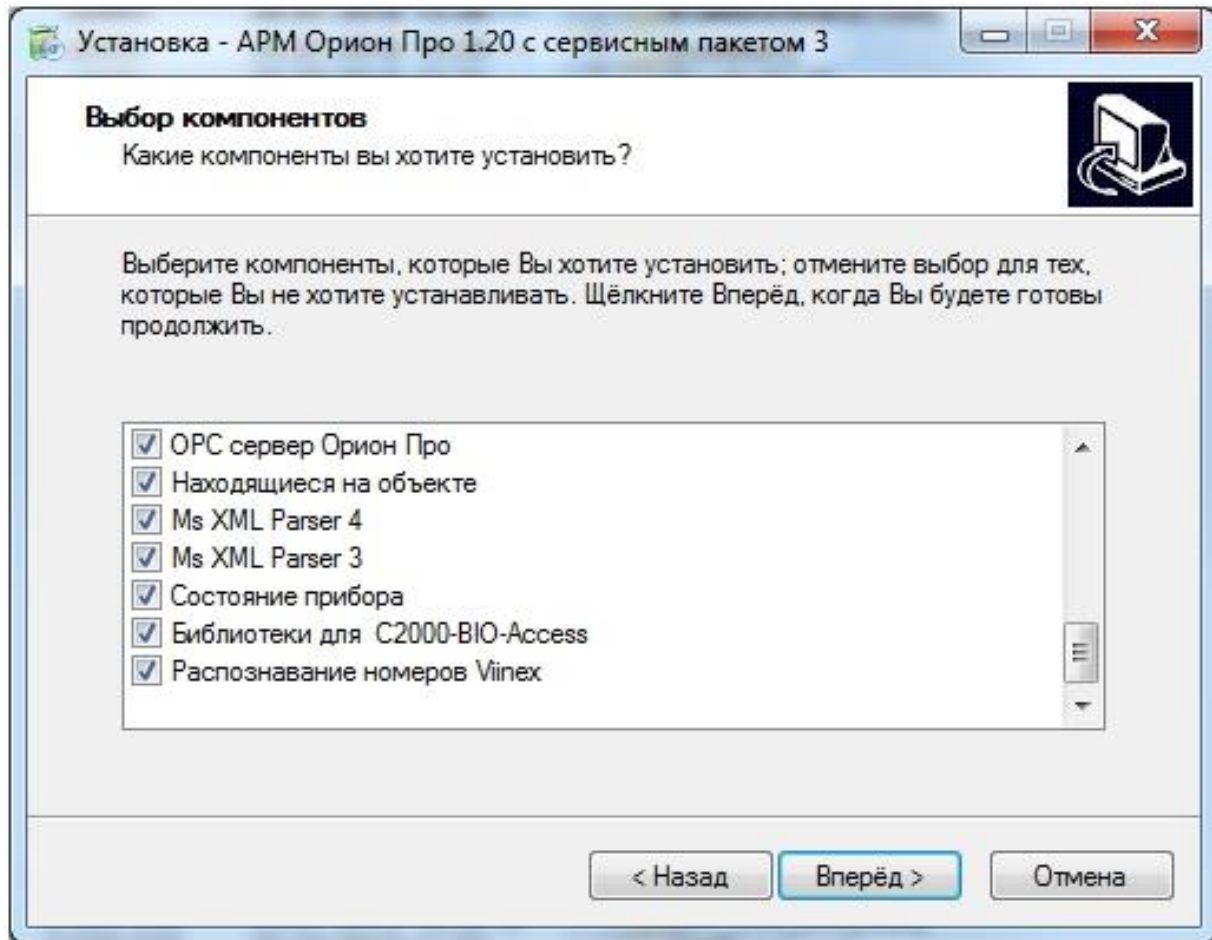 Установка - АРМ Орион Про 1.20 с сервисным пакетом 3
Выбор компонентов
Какие компоненты вы хотите установить?
Выберите компоненты, которые Вы хотите установить; отмените выбор для тех,
которые Вы не хотите устанавливать. Щёлкните Вперёд, когда Вы будете готовы
продолжить.
ОРС сервер Орион Про
Находящиеся на объекте
Ms XML Parser 4
Ms XML Parser 3
Состояние прибора
Библиотеки для C2000-BIO-Access
Распознавание номеров Viinex
< Назад
Вперёд >
Отмена